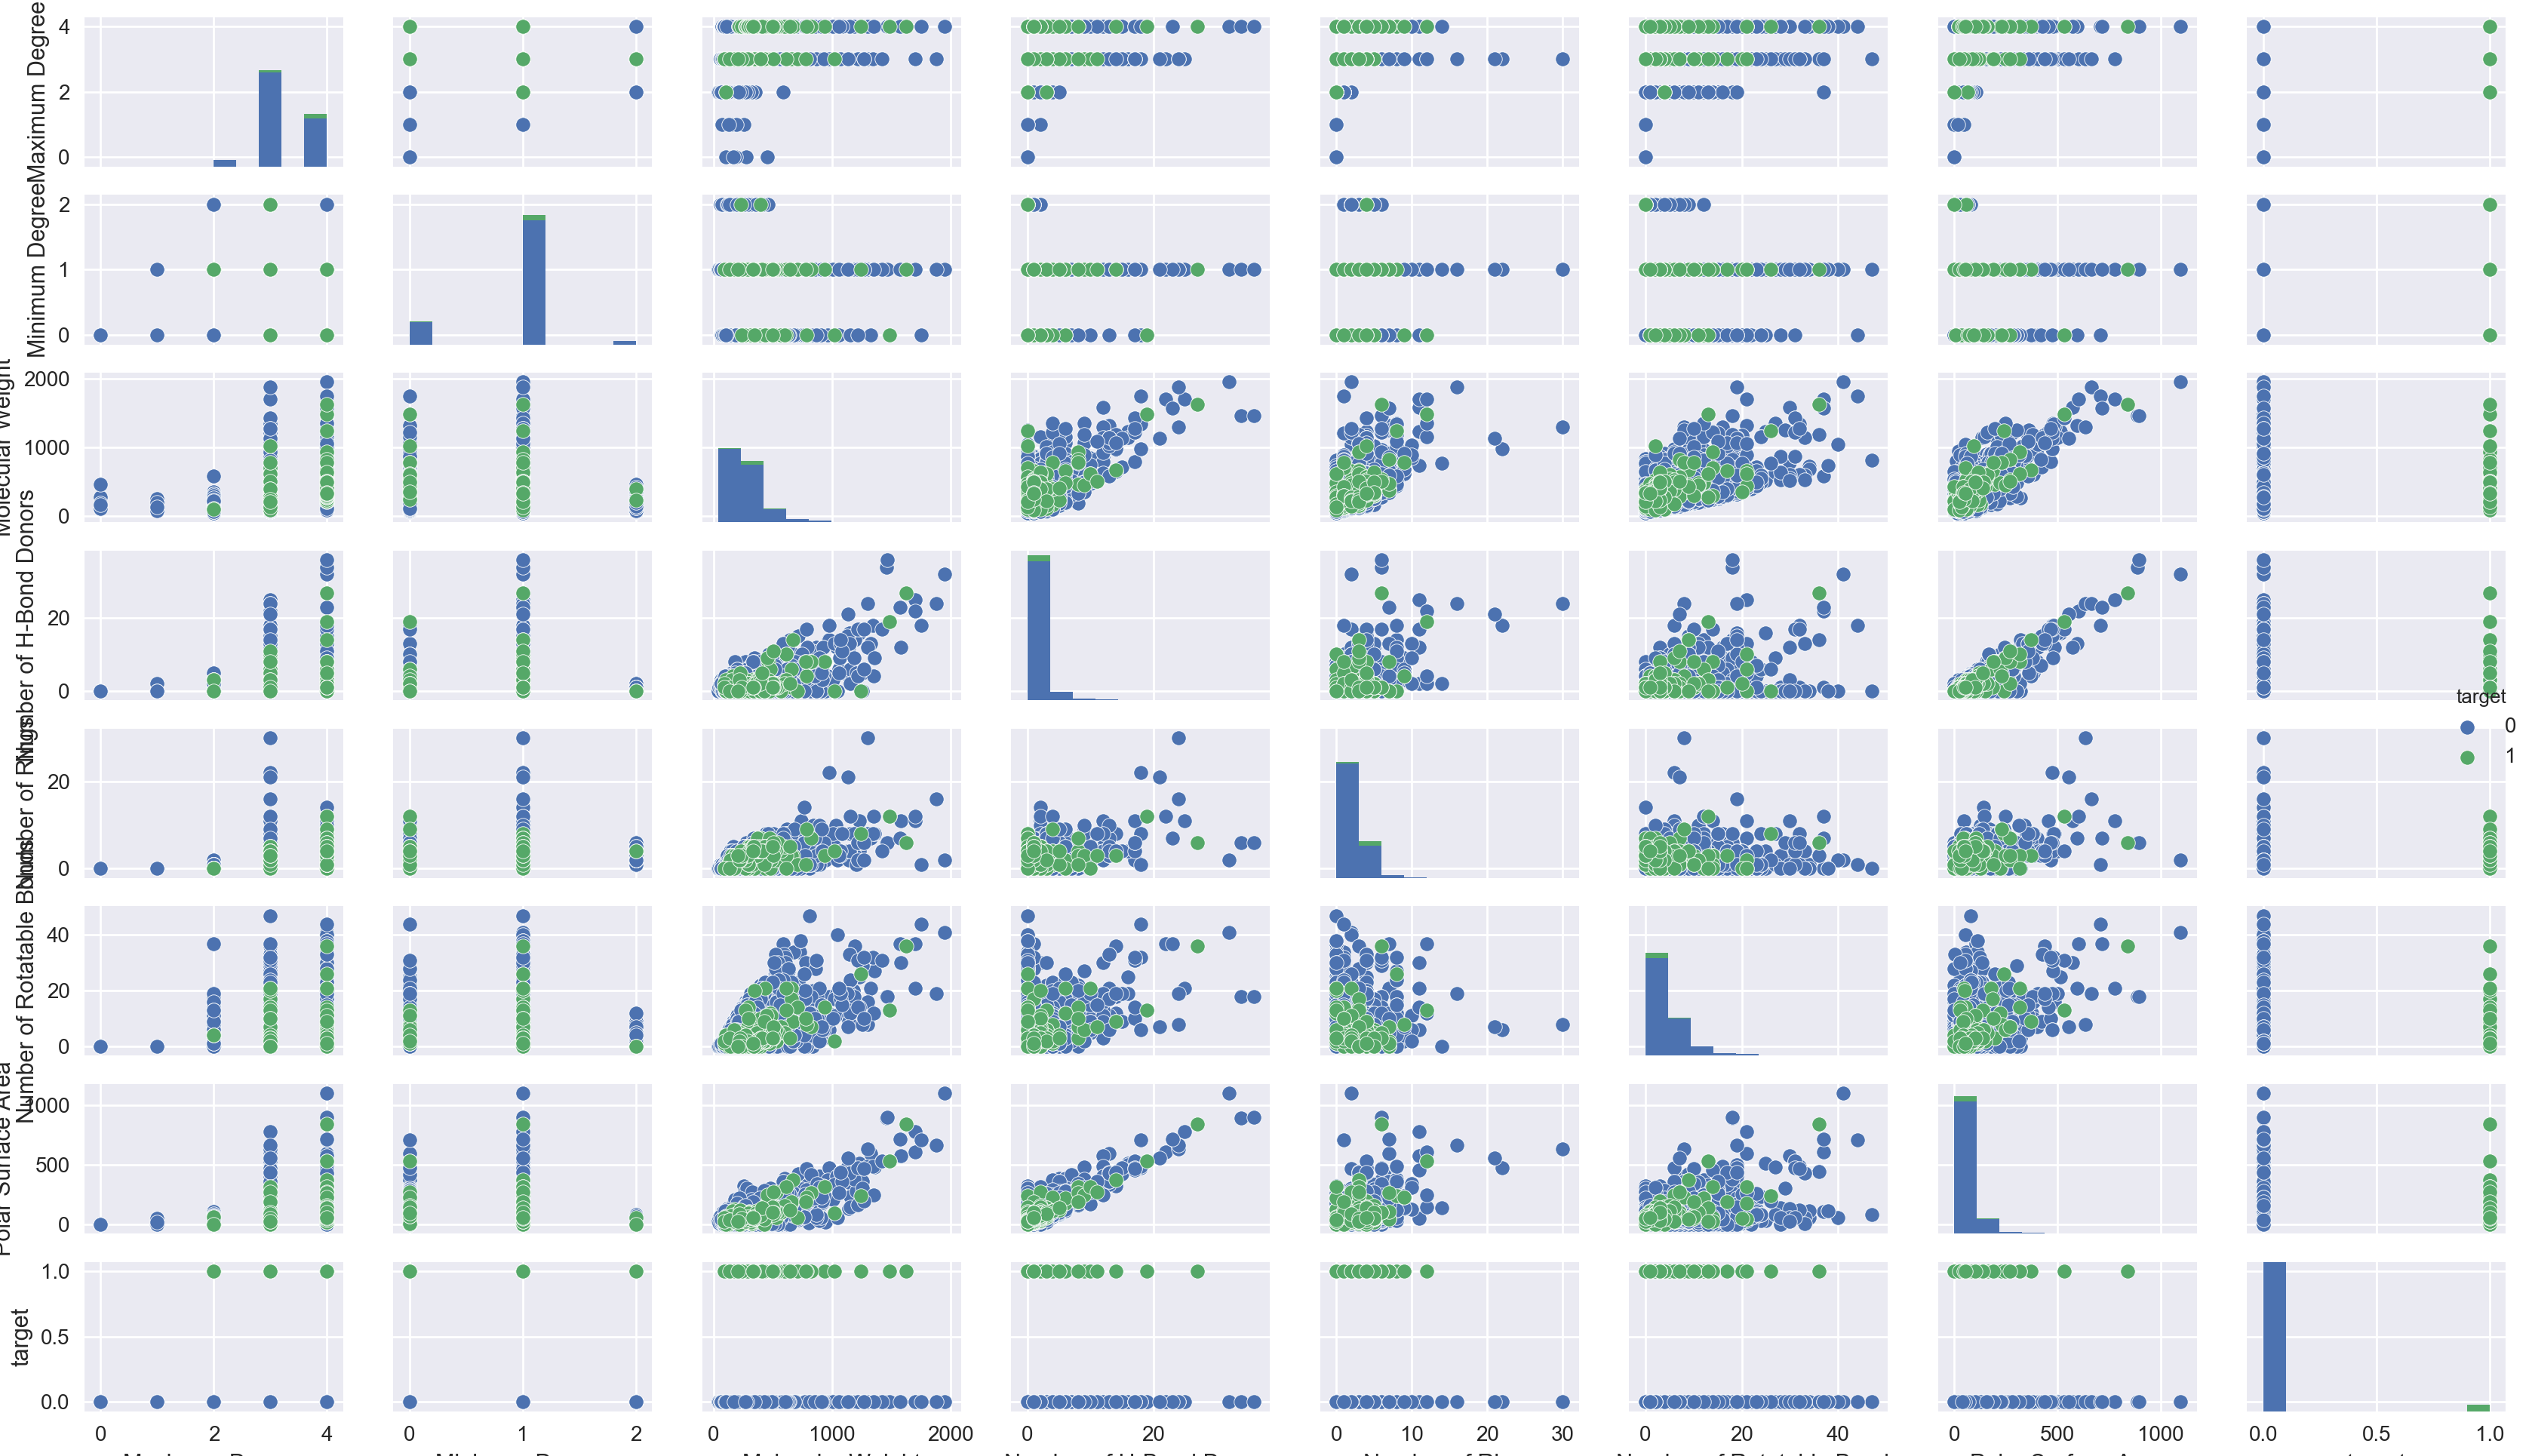 Maximum Degree
4
2
0
Minimum Degree
2
1
0
Molecular Weight
2000
1000
0
Number of H-Bond Donors
20
0
Number of Rings
20
0
Number of Rotatable Bonds
40
20
0
Polar Surface Area
1000
500
0
target
1.0
0.5
0.0
target
0
1
0 2 4
0 1 2
0 1000 2000
0 20
0 10 20 30
0 20 40
0 500 1000
0.0 0.5 1.0